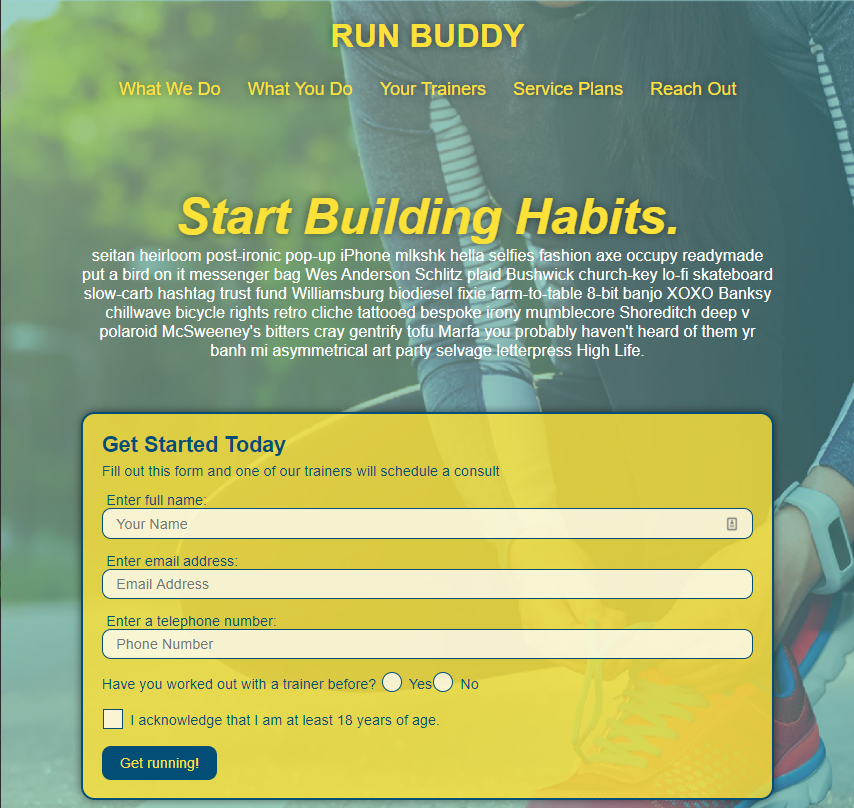 RUN BUDDY
What We Do What You Do Your Trainers Service Plans Reach Out
Start Building Habits.
seitan heirloom post-ironic pop-up iPhone mlkshk hella selfies fashion axe occupy readymade
put a bird on it messenger bag Wes Anderson Schlitz plaid Bushwick church-key lo-fi skateboard
slow-carb hashtag trust fund Williamsburg biodiesel fixie farm-to-table 8-bit banjo XOXO Banksy
chillwave bicycle rights retro cliche tattooed bespoke irony mumblecore Shoreditch deep v
polaroid McSweeney's bitters cray gentrify tofu Marfa you probably haven't heard of them yr
banh mi asymmetrical art party selvage letterpress High Life.
Get Started Today
Fill out this form and one of our trainers will schedule a consult
Enter full name:
Your Name
Enter email address:
Email Address
Enter a telephone number:
Phone Number
Have you worked out with a trainer before? Yes No
I acknowledge that I am at least 18 years of age.
Get running!